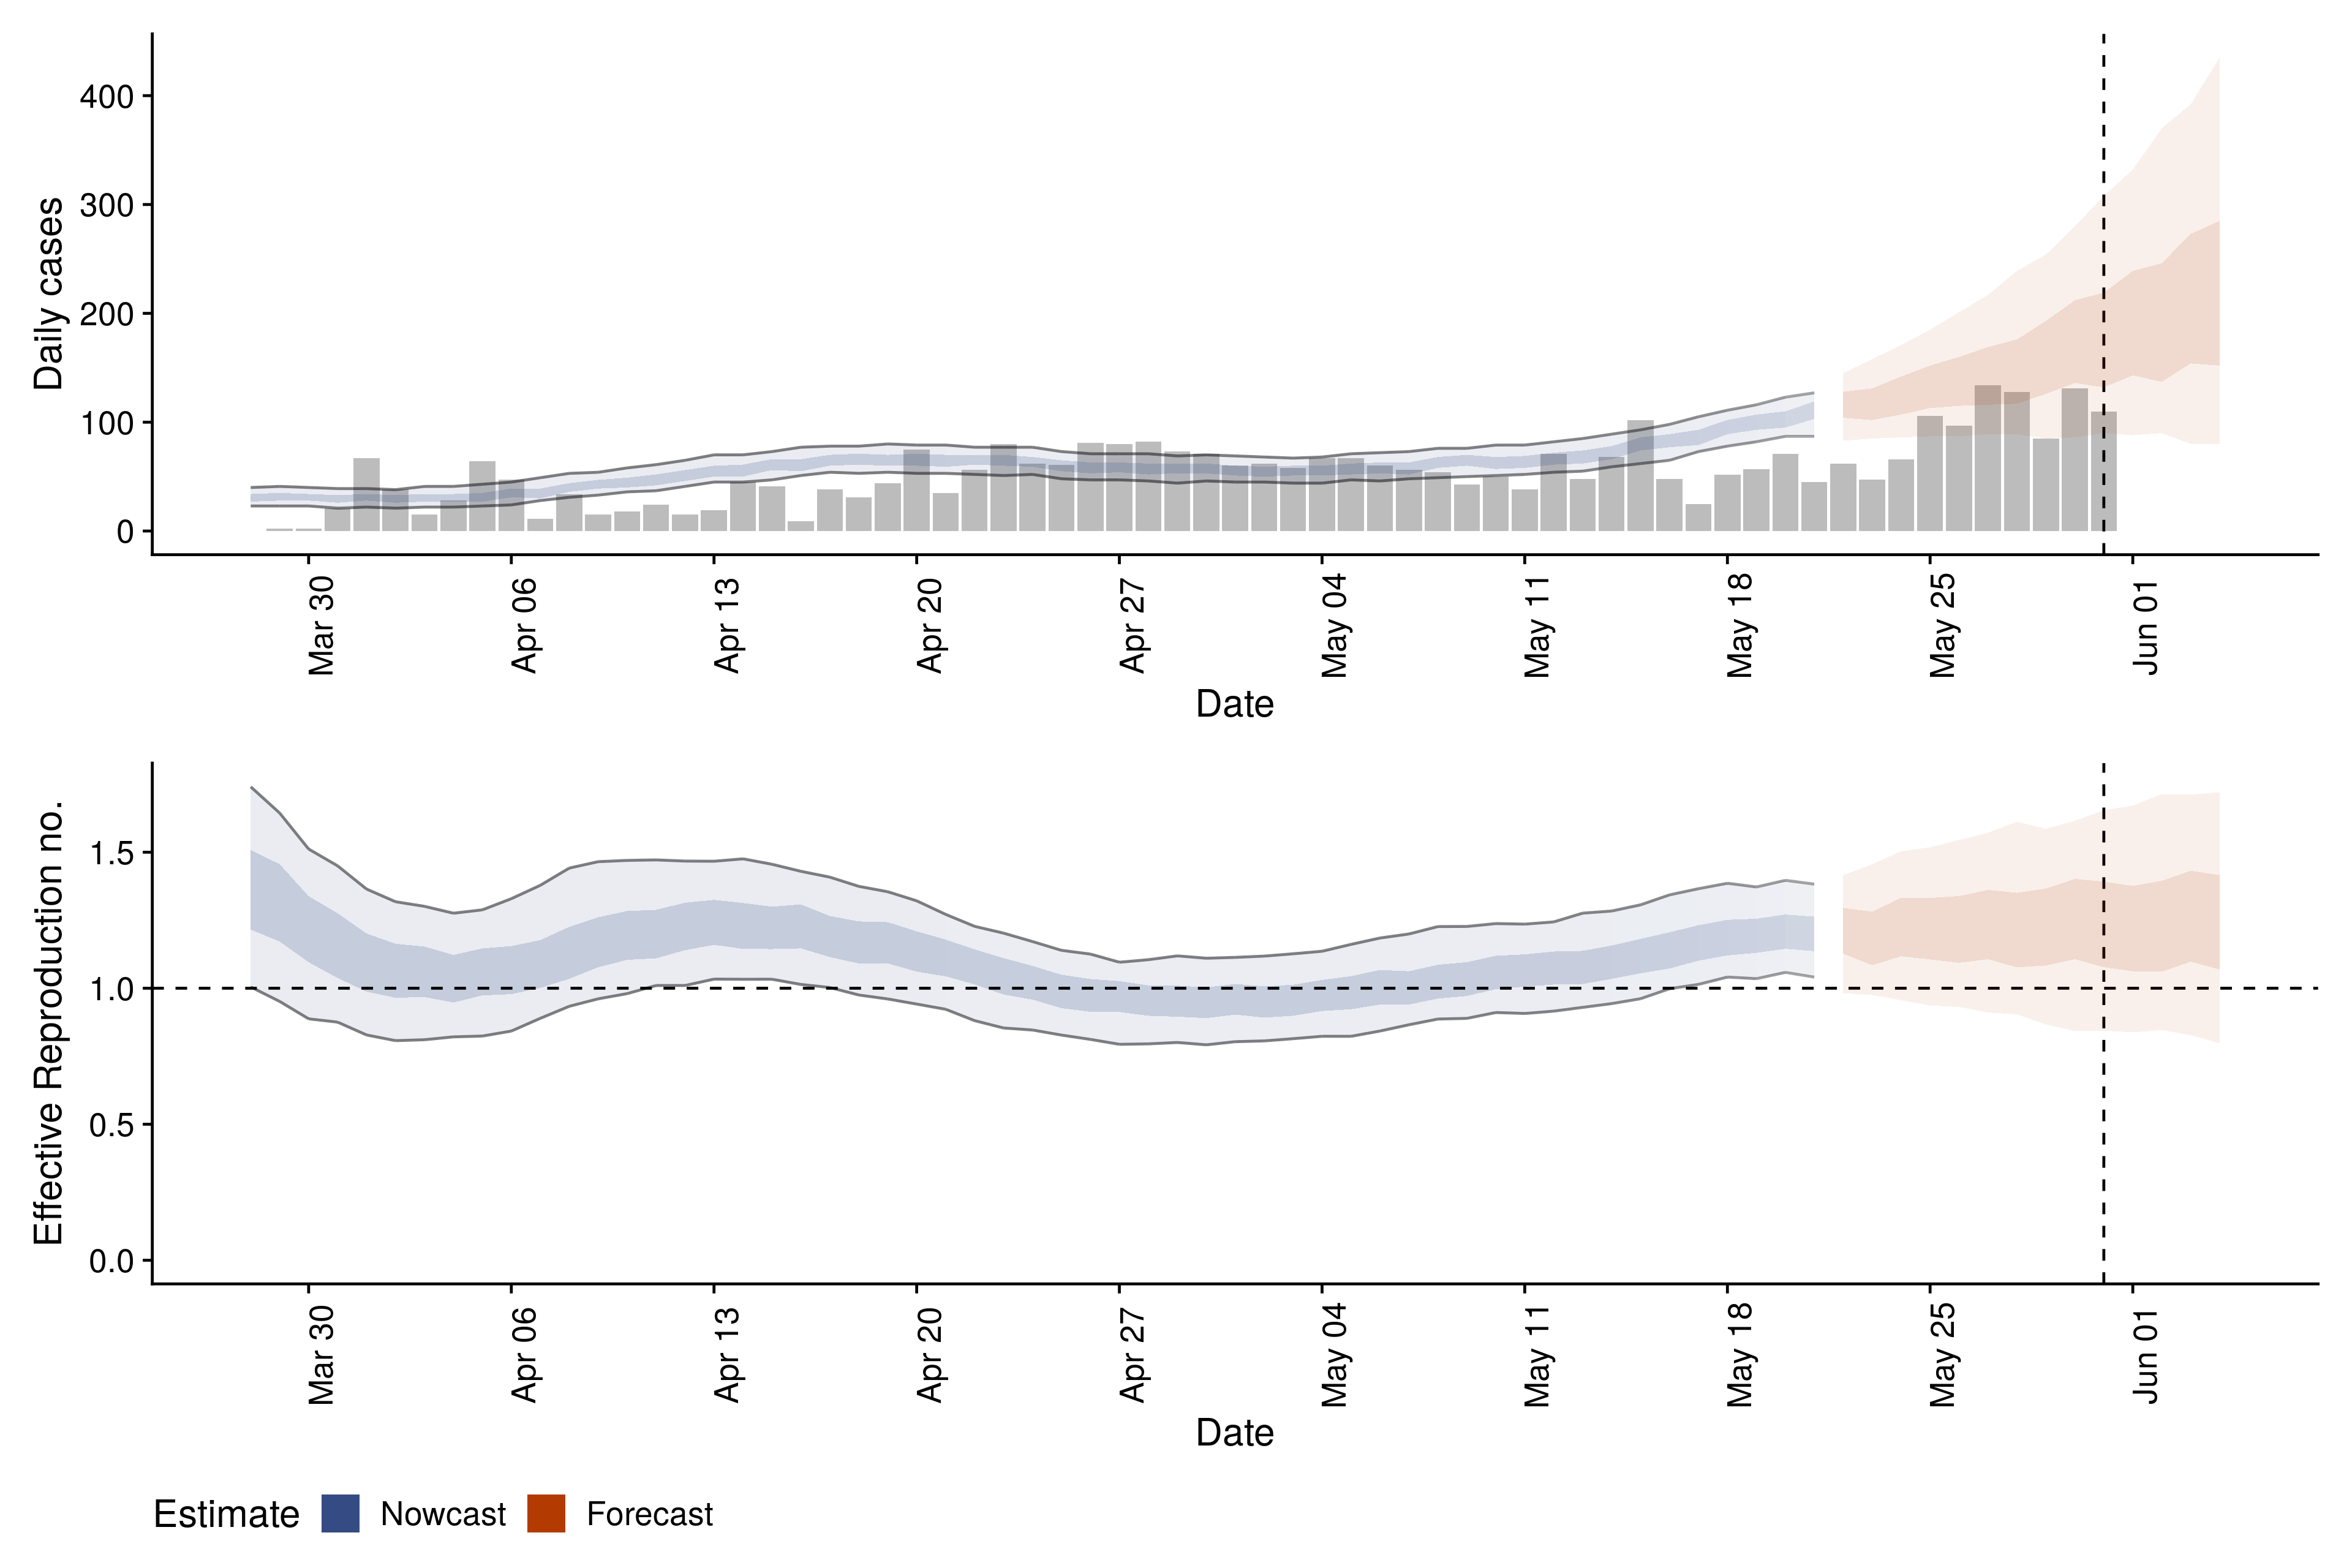 Daily cases
400
300
200
100
0
Mar 30
Apr 06
Apr 13
Apr 20
Apr 27
May 04
May 11
May 18
May 25
Jun 01
Date
Effective Reproduction no.
1.5
1.0
0.5
0.0
Mar 30
Apr 06
Apr 13
Apr 20
Apr 27
May 04
May 11
May 18
May 25
Jun 01
Date
Estimate Nowcast Forecast